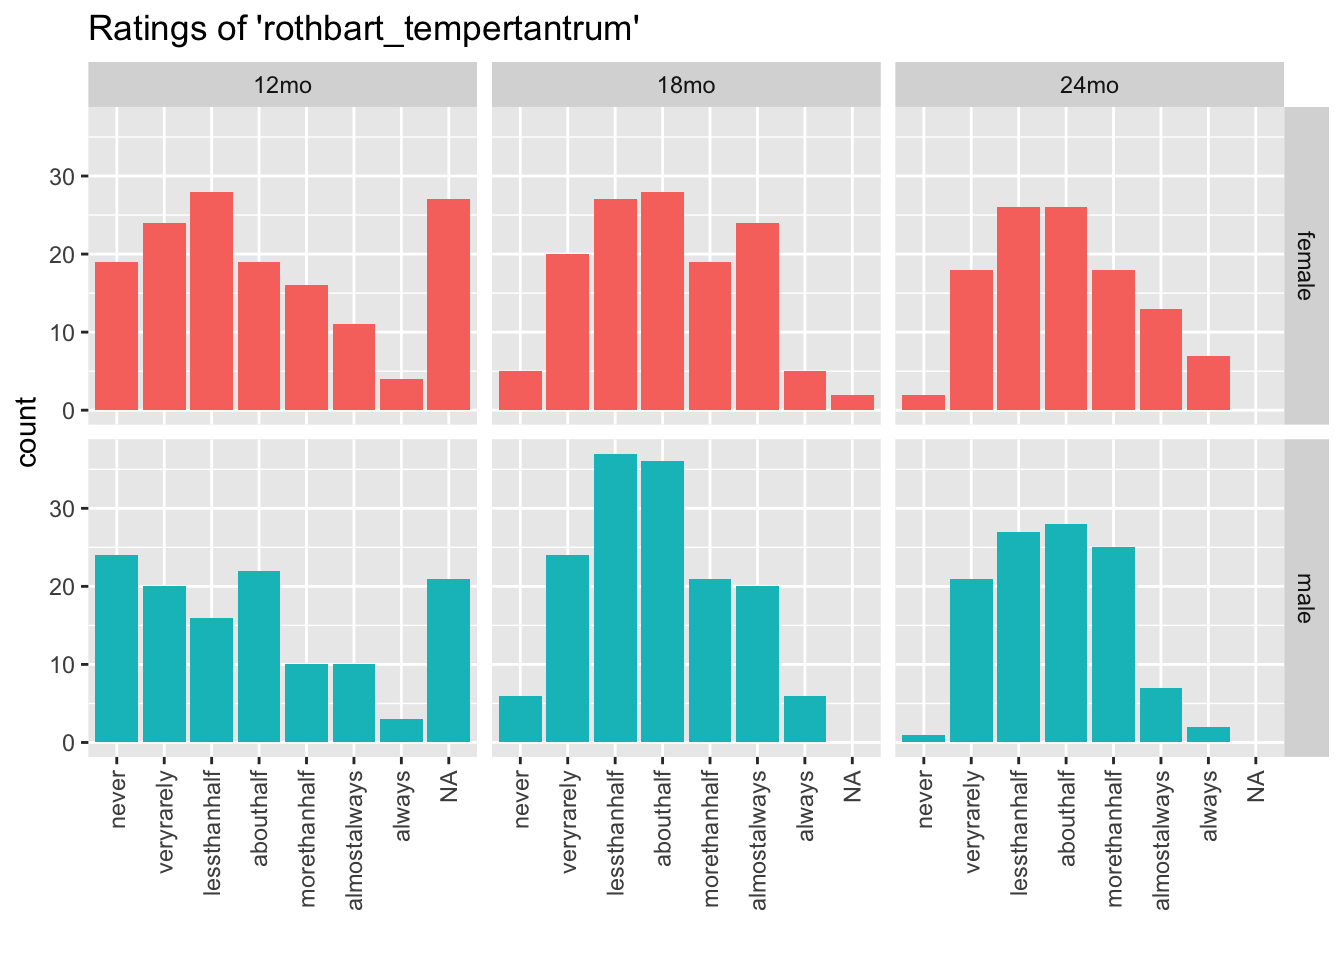 Ratings of 'rothbart_tempertantrum'
12mo 18mo 24mo
30
20
10
0
female
count
30
20
10
0
male
never veryrarely lessthanhalf abouthalf morethanhalf almostalways always NA never veryrarely lessthanhalf abouthalf morethanhalf almostalways always NA never veryrarely lessthanhalf abouthalf morethanhalf almostalways always NA